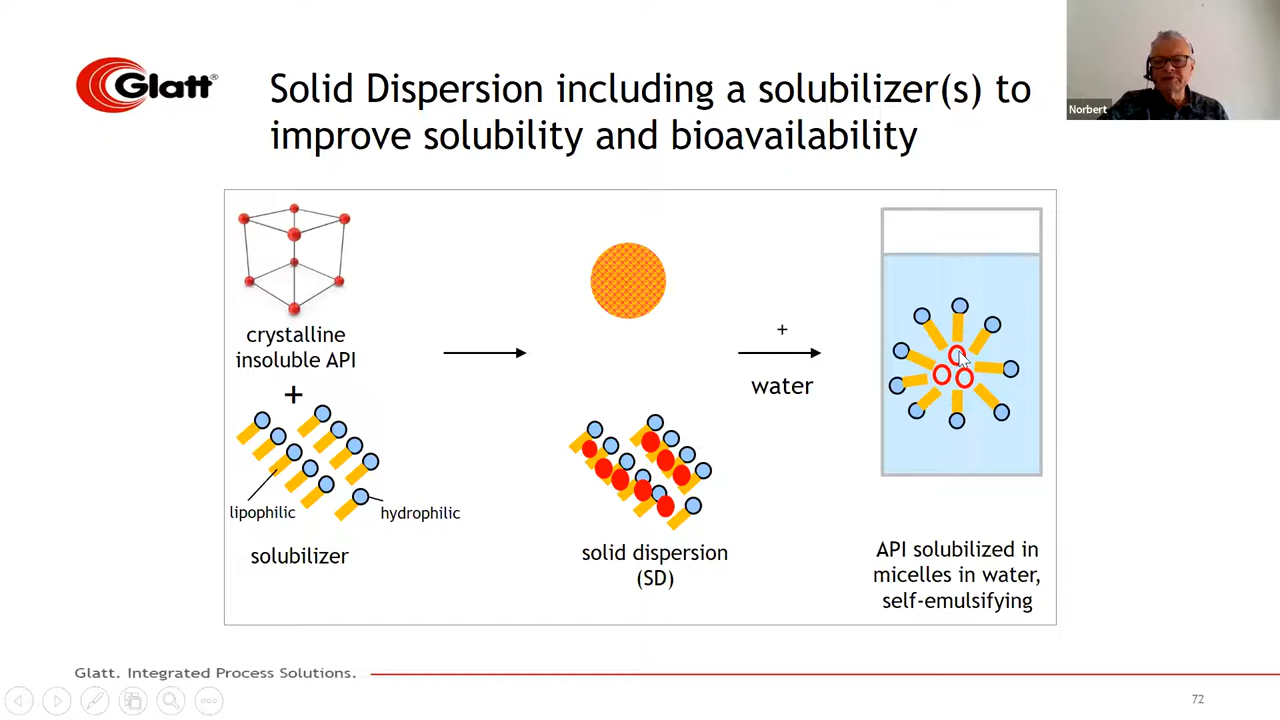 Glatt®
Solid Dispersion including a solubilizer(s) to
improve solubility and bioavailability
Norbert
crystalline
insoluble API
+
lipophilic
hydrophilic
solubilizer
solid dispersion
(SD)
+
water
API solubilized in
micelles in water,
self-emulsifying
Glatt. Integrated Process Solutions.
72